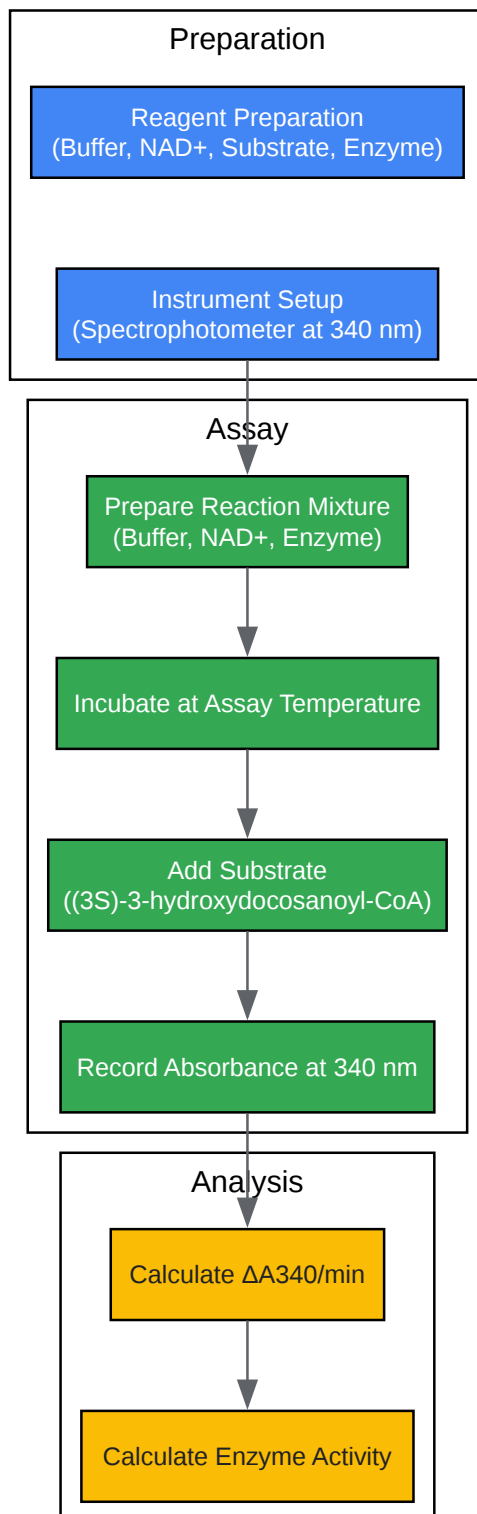 Preparation
Reagent Preparation
(Buffer, NAD+, Substrate, Enzyme)
Instrument Setup
(Spectrophotometer at 340 nm)
Assay
Prepare Reaction Mixture
(Buffer, NAD+, Enzyme)
Incubate at Assay Temperature
Add Substrate
((3S)-3-hydroxydocosanoyl-CoA)
Record Absorbance at 340 nm
Analysis
Calculate ΔA340/min
Calculate Enzyme Activity